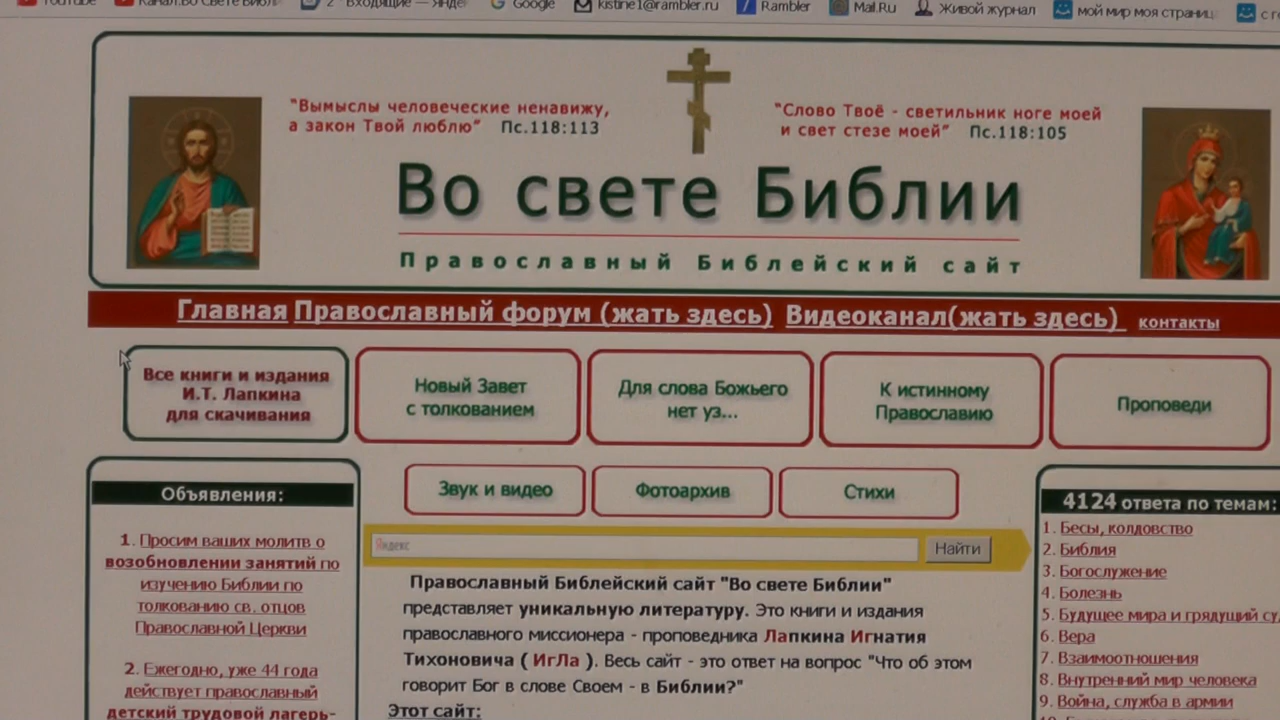 YouTube Канал.Во Свете Библи 2 · Входящие — Янде Google kistine1@rambler.ru Rambler Mail.Ru Живой журнал мой мир моя страниц
"Вымыслы человеческие ненавижу,
а закон Твой люблю" Пс.118:113
"Слово Твоё - светильник ноге моей
и свет стезе моей" Пс.118:105
Во свете Библии
Православный Библейский сайт
Главная Православный форум (жать здесь) Видеоканал(жать здесь) контакты
Все книги и издания
И.Т. Лапкина
для скачивания
Новый Завет
с толкованием
Для слова Божьего
нет уз...
К истинному
Православию
Проповеди
Звук и видео
Фотоархив
Стихи
Объявления:
1. Просим ваших молитв о
возобновлении занятий по
изучению Библии по
толкованию св. отцов
Православной Церкви
2. Ежегодно, уже 44 года
действует православный
детский трудовой лагерь-
Яндекс
Найти
Православный Библейский сайт "Во свете Библии"
представляет уникальную литературу. Это книги и издания
православного миссионера - проповедника Лапкина Игнатия
Тихоновича ( ИгЛа ). Весь сайт - это ответ на вопрос "Что об этом
говорит Бог в слове Своем - в Библии?"
Этот сайт:
4124 ответа по темам:
1. Бесы, колдовство
2. Библия
3. Богослужение
4. Болезнь
5. Будущее мира и грядущий су
6. Вера
7. Взаимоотношения
8. Внутренний мир человека
9. Война, служба в армии